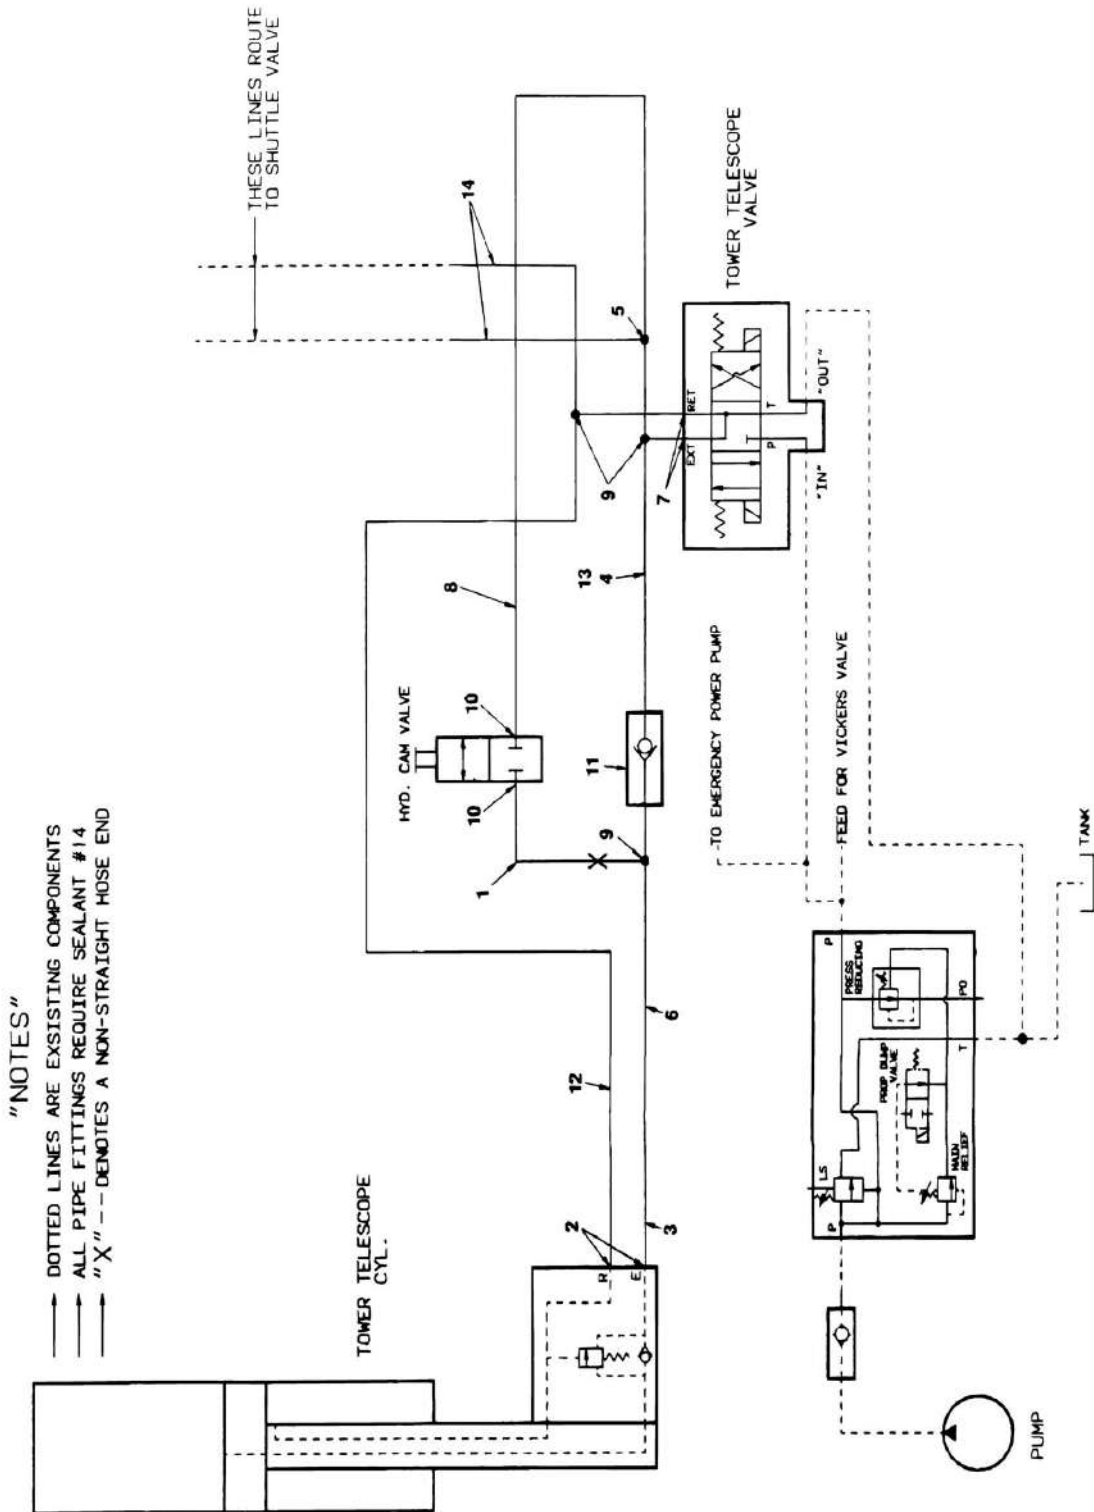 "NOTES"
DOTTED LINES ARE EXSISTING COMPONENTS
ALL PIPE FITTINGS REQUIRE SEALANT #14
"X"-- DENOTES A NON-STRAIGHT HOSE END
THESE LINES ROUTE
TO SHUTTLE VALVE
14
5
TOWER TELESCOPE
VALVE
8
9
7
EXT
RET
P
T
"IN"
"OUT"
13
4
HYD. CAM VALVE
10
10
11
1
9
6
12
3
2
R
E
TOWER TELESCOPE
CYL.
TO EMERGENCY POWER PUMP
FEED FOR VICKERS VALVE
TANK
P
PRESS
REDUCING
PO
T
PROP DUMP
VALVE
LS
MAIN
RELIEF
P
PUMP